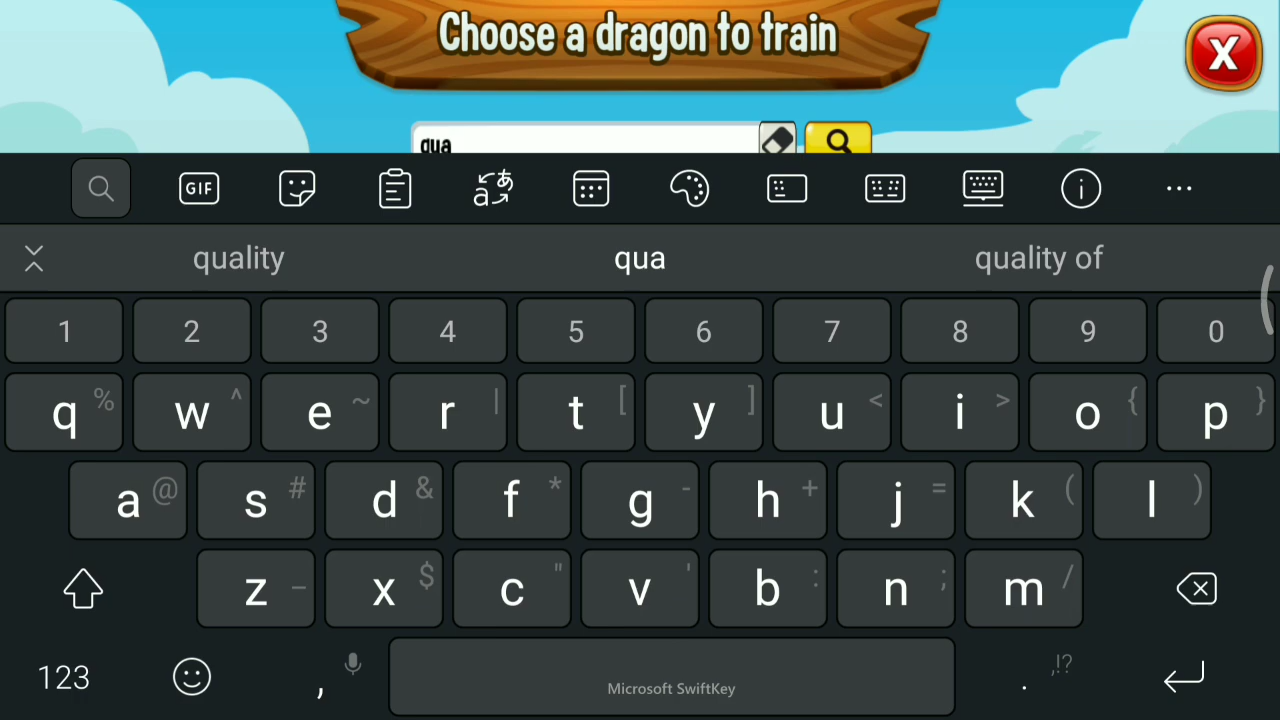 Choose a dragon to train
X
qua
GIF
quality qua quality of
1 2 3 4 5 6 7 8 9 0
q % w ^ e ~ r | t [ y ] u < i > o { p }
a @ s # d & f * g - h + j = k ( l )
z _ x $ c " v ' b : n ; m /
123 , Microsoft SwiftKey . ,!?